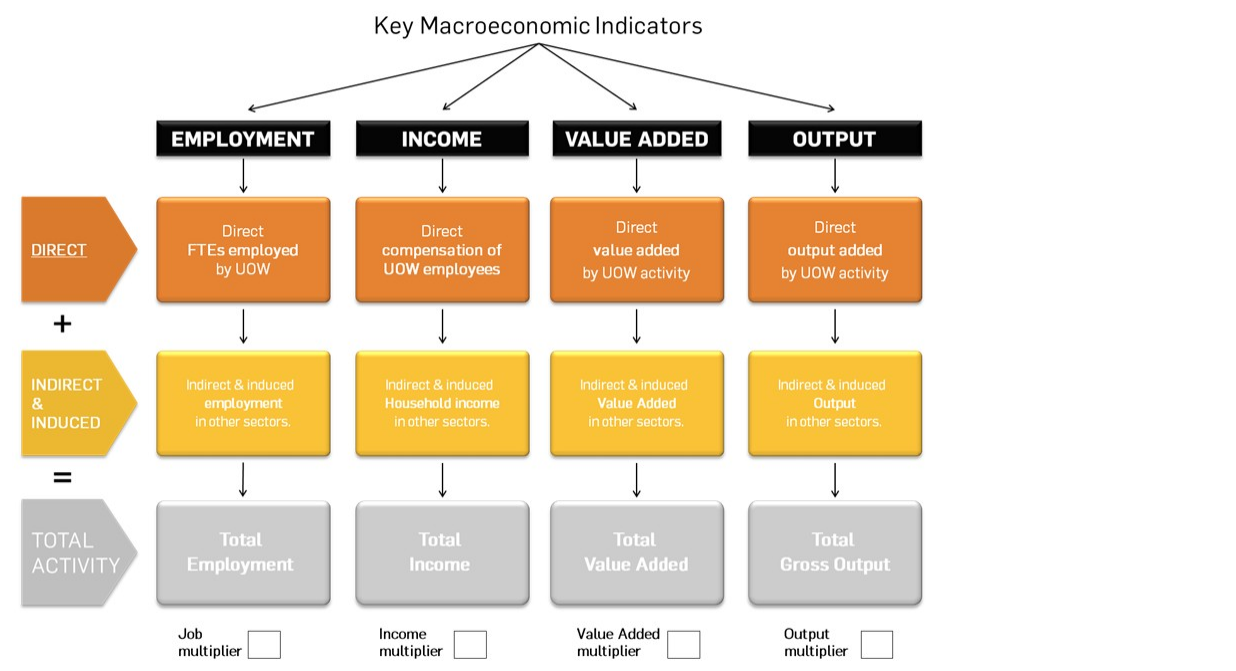 Key Macroeconomic Indicators
EMPLOYMENT
INCOME
VALUE ADDED
OUTPUT
DIRECT
Direct
FTEs employed
by UOW
Direct
compensation of
UOW employees
Direct
value added
by UOW activity
Direct
output added
by UOW activity
+
INDIRECT
&
INDUCED
Indirect & induced
employment
in other sectors.
Indirect & induced
Household income
in other sectors.
Indirect & induced
Value Added
in other sectors.
Indirect & induced
Output
in other sectors.
=
TOTAL
ACTIVITY
Total
Employment
Total
Income
Total
Value Added
Total
Gross Output
Job
multiplier
Income
multiplier
Value Added
multiplier
Output
multiplier